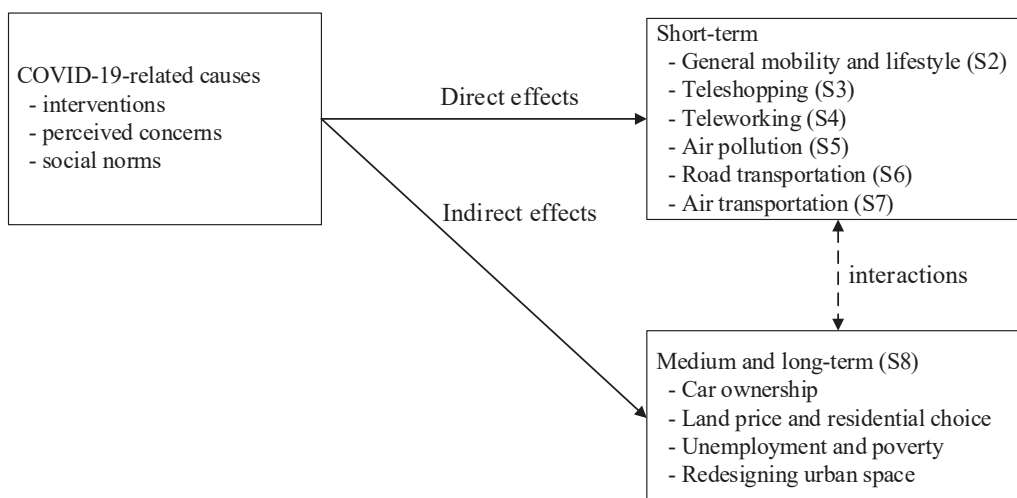 COVID-19-related causes
- interventions
- perceived concerns
- social norms
Direct effects
Indirect effects
Short-term
- General mobility and lifestyle (S2)
- Teleshopping (S3)
- Teleworking (S4)
- Air pollution (S5)
- Road transportation (S6)
- Air transportation (S7)
interactions
Medium and long-term (S8)
- Car ownership
- Land price and residential choice
- Unemployment and poverty
- Redesigning urban space